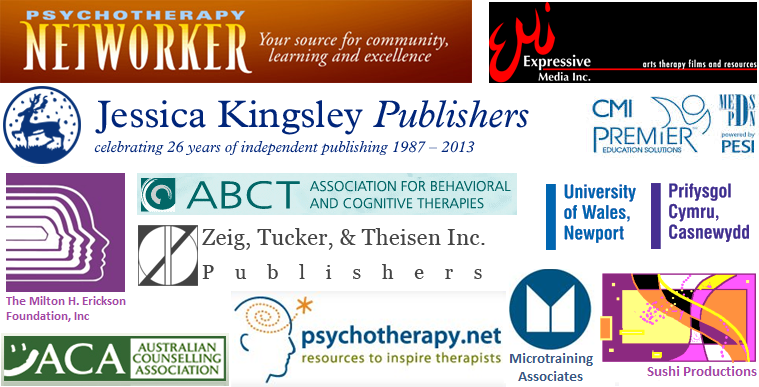 PSYCHOTHERAPY
NETWORKER
Your source for community,
learning and excellence
Expressive
Media Inc.
arts therapy films and resources
Jessica Kingsley Publishers
celebrating 26 years of independent publishing 1987 – 2013
CMI
PREMIER
EDUCATION SOLUTIONS
MEDS
PDN
powered by
PESI
The Milton H. Erickson
Foundation, Inc
ABCT
ASSOCIATION FOR BEHAVIORAL
AND COGNITIVE THERAPIES
University
of Wales,
Newport
Prifysgol
Cymru,
Casnewydd
Zeig, Tucker, & Theisen Inc.
Publishers
ACA
AUSTRALIAN
COUNSELLING
ASSOCIATION
psychotherapy.net
resources to inspire therapists
Microtraining
Associates
Sushi Productions